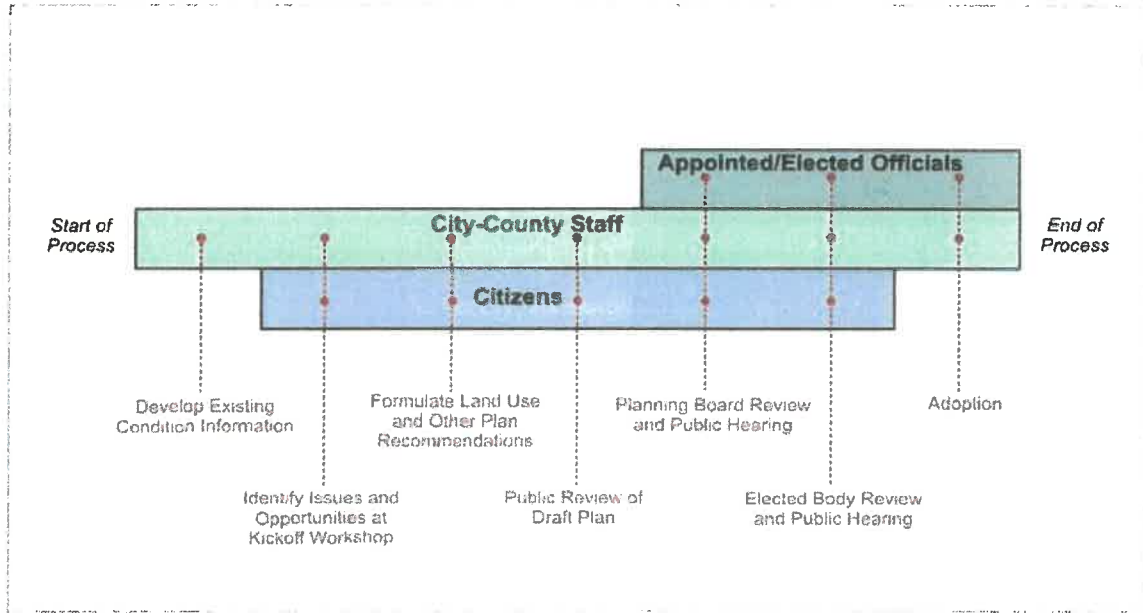 Appointed/Elected Officials
Start of
Process
City-County Staff
End of
Process
Citizens
Develop Existing
Condition Information
Formulate Land Use
and Other Plan
Recommendations
Planning Board Review
and Public Hearing
Adoption
Identify Issues and
Opportunities at
Kickoff Workshop
Public Review of
Draft Plan
Elected Body Review
and Public Hearing